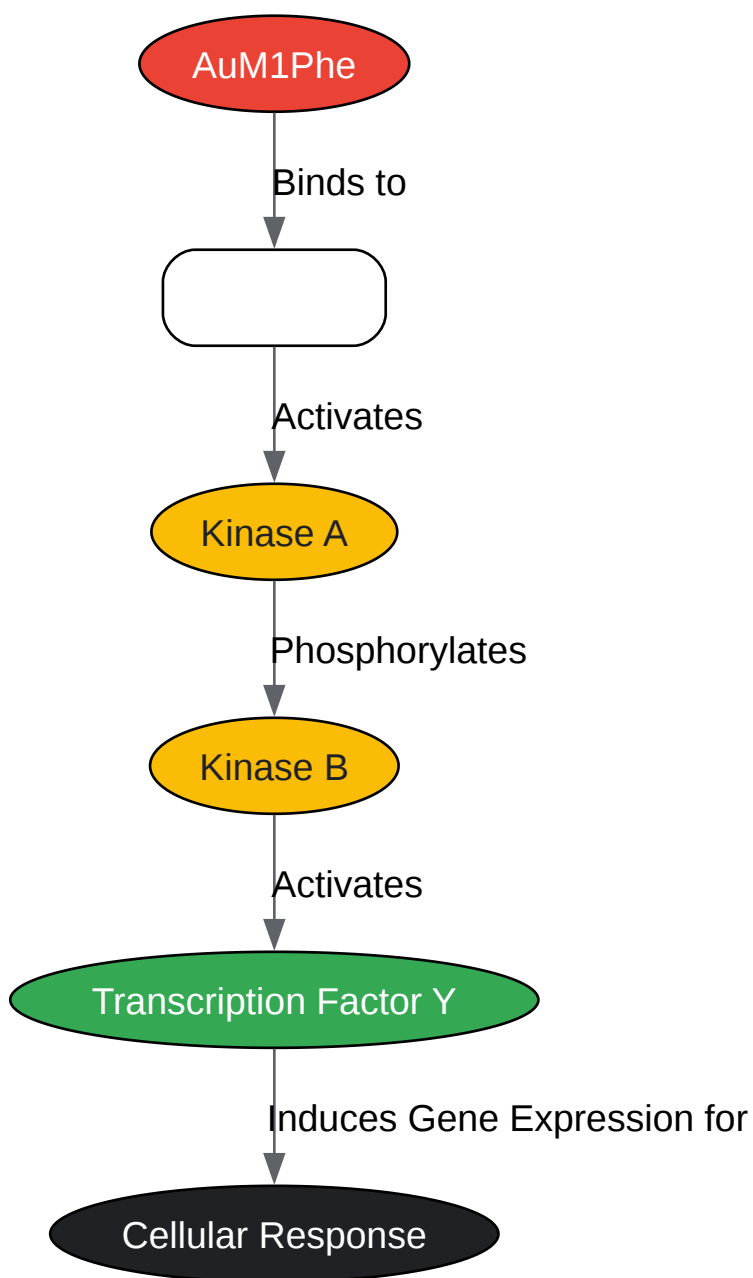 AuM1Phe
Binds to
Activates
Kinase A
Phosphorylates
Kinase B
Activates
Transcription Factor Y
Induces Gene Expression for
Cellular Response